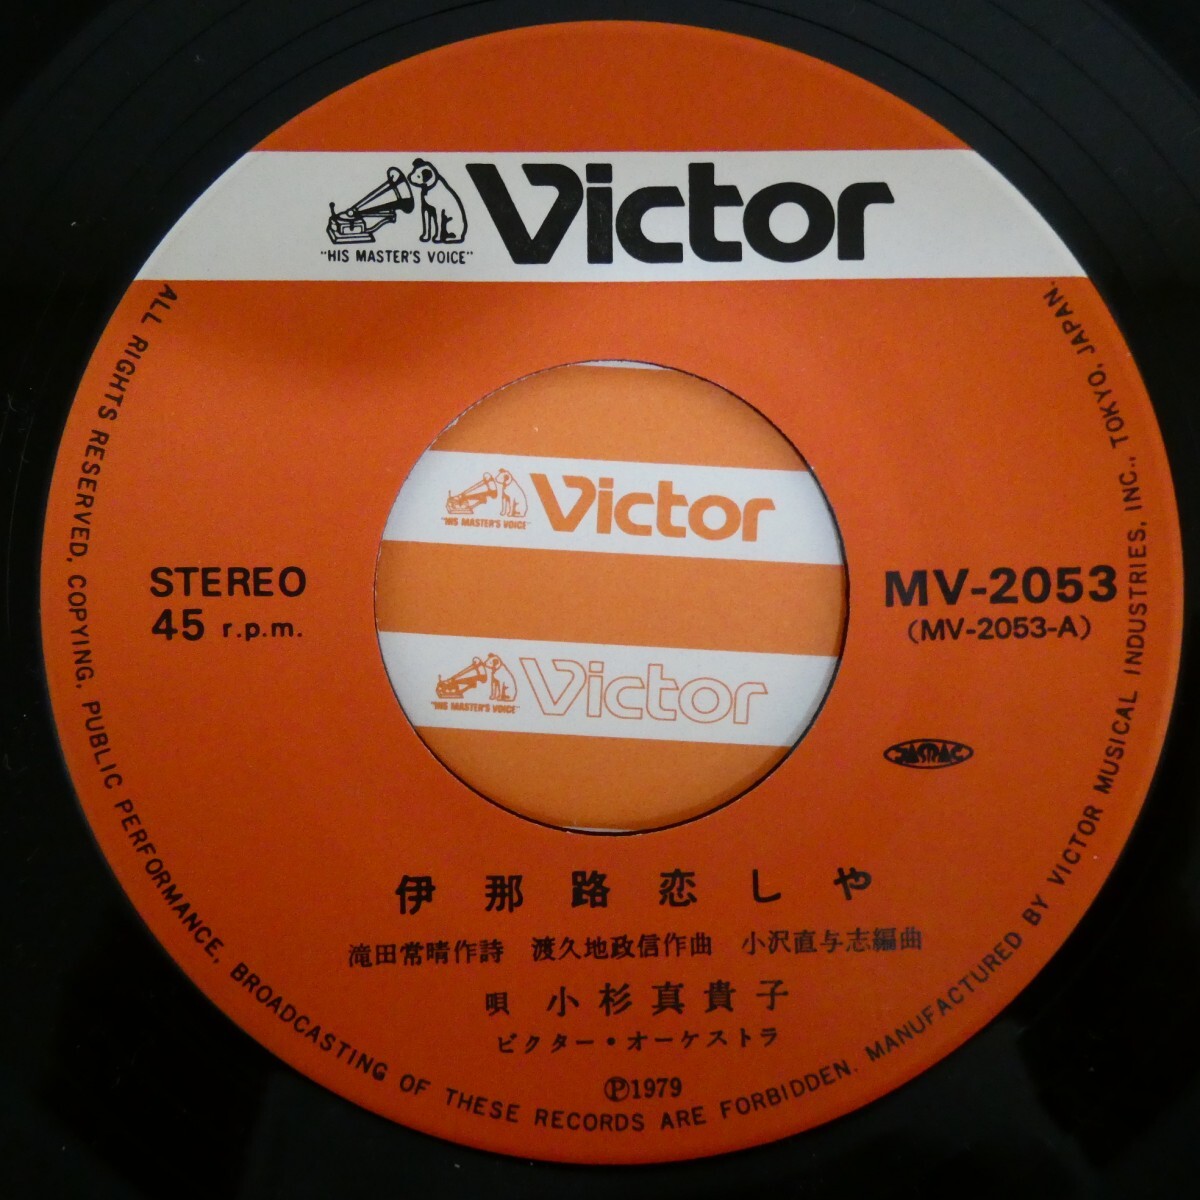 Victor
"HIS MASTER'S VOICE"
ALL RIGHTS RESERVED, COPYING, PUBLIC PERFORMANCE, BROADCASTING OF THESE RECORDS ARE FORBIDDEN. MANUFACTURED BY VICTOR MUSICAL INDUSTRIES, INC., TOKYO, JAPAN.
Victor
"HIS MASTER'S VOICE"
STEREO
45 r.p.m.
MV-2053
(MV-2053-A)
Victor
"HIS MASTER'S VOICE"
JASRAC
伊那路恋しや
滝田常晴作詩 渡久地政信作曲 小沢直与志編曲
唄 小杉真貴子
ビクター・オーケストラ
Ⓟ1979